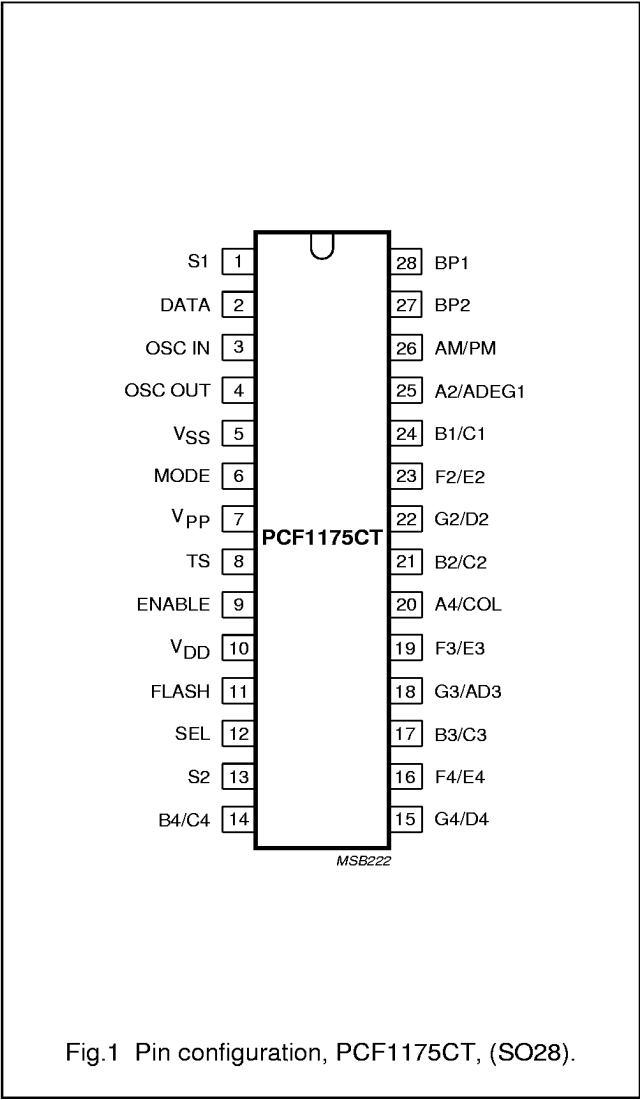 S1 1 28 BP1
DATA 2 27 BP2
OSC IN 3 26 AM/PM
OSC OUT 4 25 A2/ADEG1
VSS 5 24 B1/C1
MODE 6 23 F2/E2
VPP 7 22 G2/D2
PCF1175CT
TS 8 21 B2/C2
ENABLE 9 20 A4/COL
VDD 10 19 F3/E3
FLASH 11 18 G3/AD3
SEL 12 17 B3/C3
S2 13 16 F4/E4
B4/C4 14 15 G4/D4
MSB222
Fig.1 Pin configuration, PCF1175CT, (SO28).